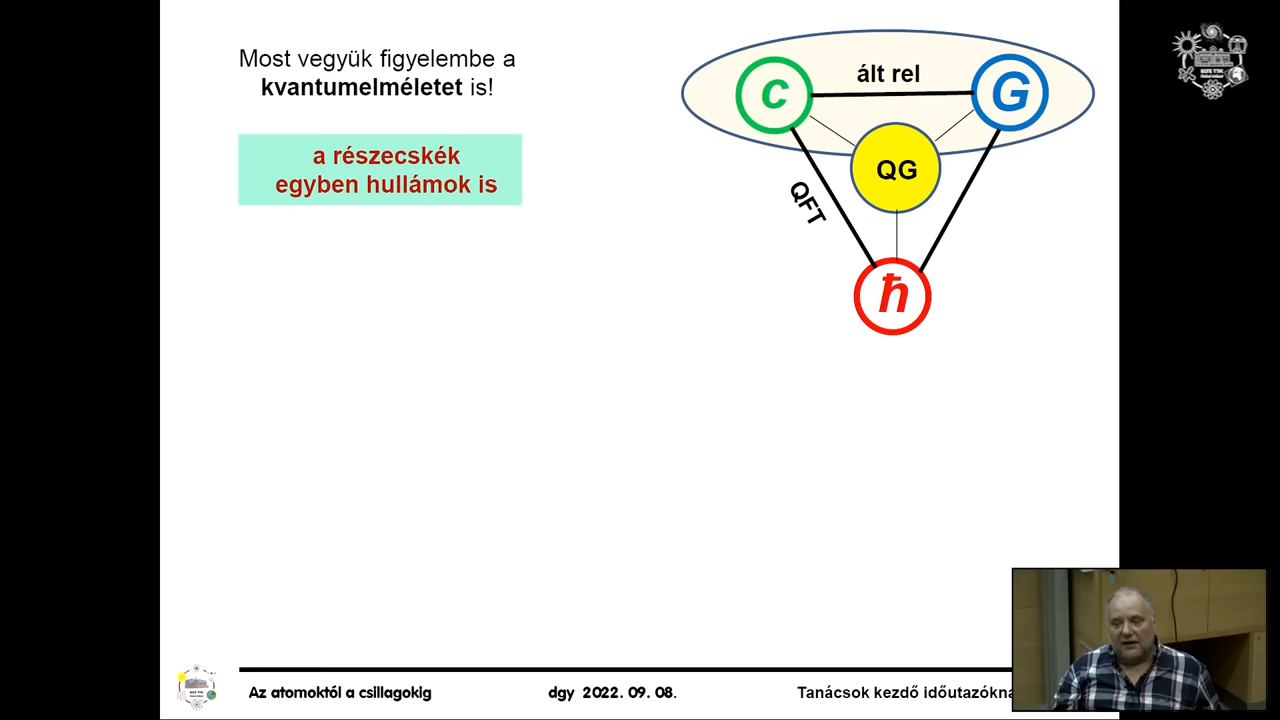 Most vegyük figyelembe a
kvantumelméletet is!
a részecskék
egyben hullámok is
c
ált rel
G
QG
QFT
ħ
Az atomoktól a csillagokig
dgy 2022. 09. 08.
Tanácsok kezdő időutazókna